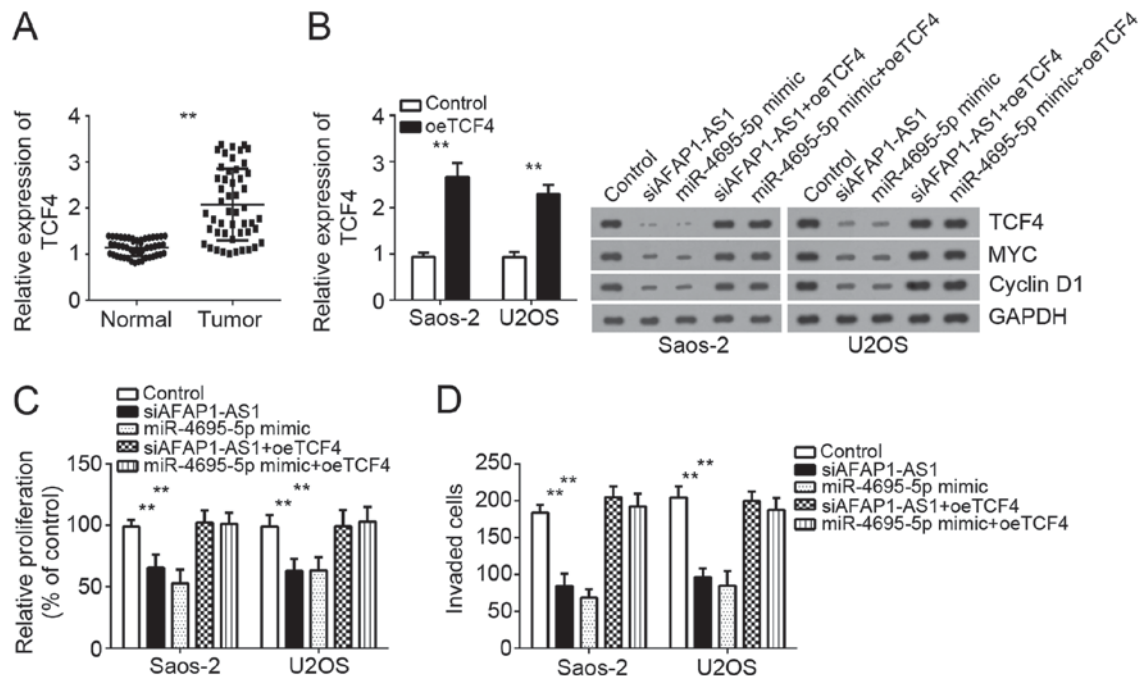 A
Relative expression of
TCF4
4
3
2
1
0
**
Normal
Tumor
B
Relative expression of
TCF4
4
3
2
1
0
Control
oeTCF4
**
**
Saos-2
U2OS
Control
siAFAP1-AS1
miR-4695-5p mimic
siAFAP1-AS1+oeTCF4
miR-4695-5p mimic+oeTCF4
Control
siAFAP1-AS1
miR-4695-5p mimic
siAFAP1-AS1+oeTCF4
miR-4695-5p mimic+oeTCF4
TCF4
MYC
Cyclin D1
GAPDH
Saos-2
U2OS
C
Control
siAFAP1-AS1
miR-4695-5p mimic
siAFAP1-AS1+oeTCF4
miR-4695-5p mimic+oeTCF4
Relative proliferation
(% of control)
150
100
50
0
**
**
**
**
Saos-2
U2OS
D
Control
siAFAP1-AS1
miR-4695-5p mimic
siAFAP1-AS1+oeTCF4
miR-4695-5p mimic+oeTCF4
Invaded cells
250
200
150
100
50
0
**
**
**
**
Saos-2
U2OS